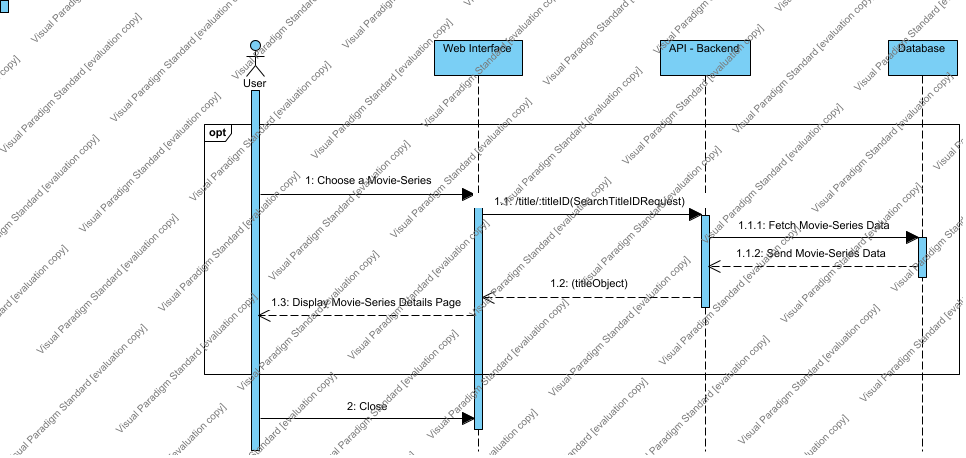 Web Interface
API - Backend
Database
User
opt
1: Choose a Movie-Series
1.1: /title/:titleID(SearchTitleIDRequest)
1.1.1: Fetch Movie-Series Data
1.1.2: Send Movie-Series Data
1.2: (titleObject)
1.3: Display Movie-Series Details Page
2: Close
Visual Paradigm Standard [evaluation copy]